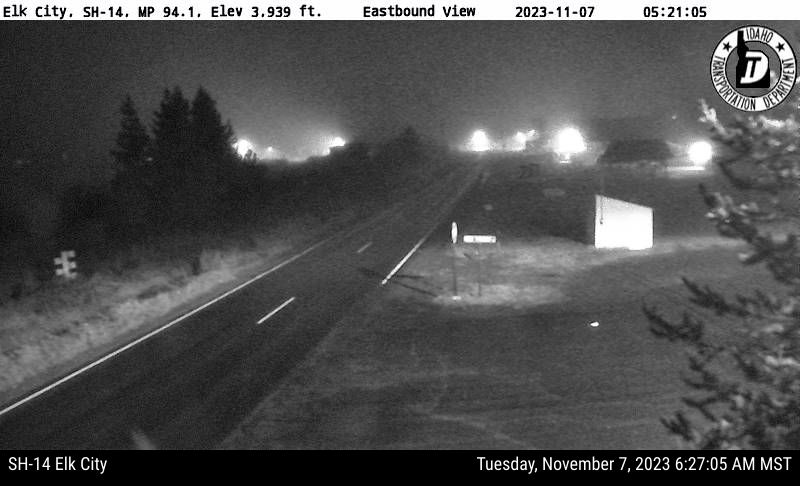 Elk City, SH-14, MP 94.1, Elev 3,939 ft. Eastbound View 2023-11-07 05:21:05
IDAHO
TRANSPORTATION DEPARTMENT
SH-14 Elk City Tuesday, November 7, 2023 6:27:05 AM MST